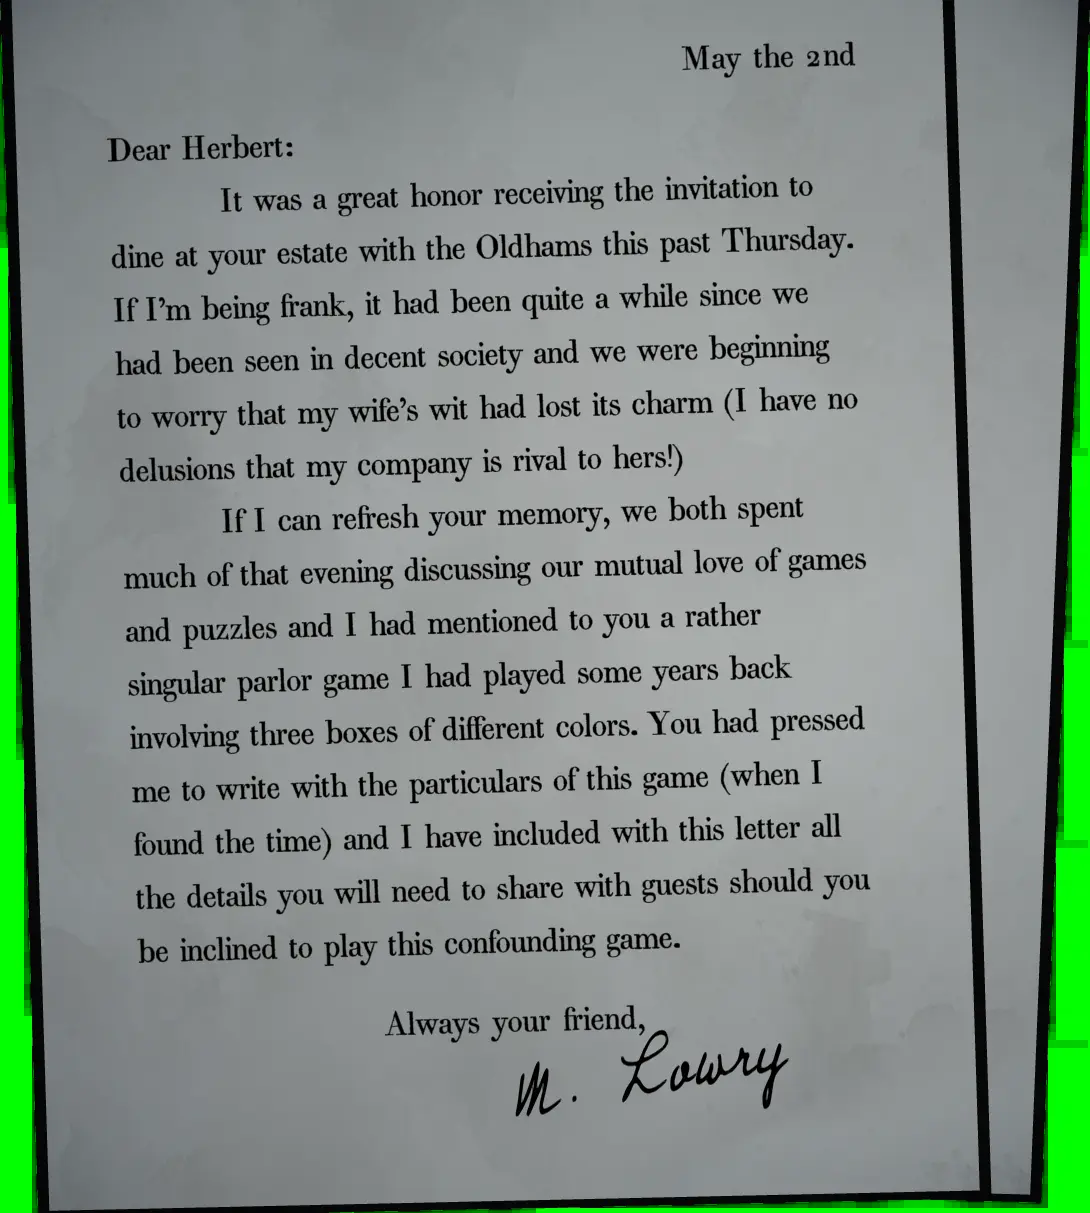 May the 2nd
Dear Herbert:
It was a great honor receiving the invitation to
dine at your estate with the Oldhams this past Thursday.
If I'm being frank, it had been quite a while since we
had been seen in decent society and we were beginning
to worry that my wife's wit had lost its charm (I have no
delusions that my company is rival to hers!)
If I can refresh your memory, we both spent
much of that evening discussing our mutual love of games
and puzzles and I had mentioned to you a rather
singular parlor game I had played some years back
involving three boxes of different colors. You had pressed
me to write with the particulars of this game (when I
found the time) and I have included with this letter all
the details you will need to share with guests should you
be inclined to play this confounding game.
Always your friend,
M. Lowry